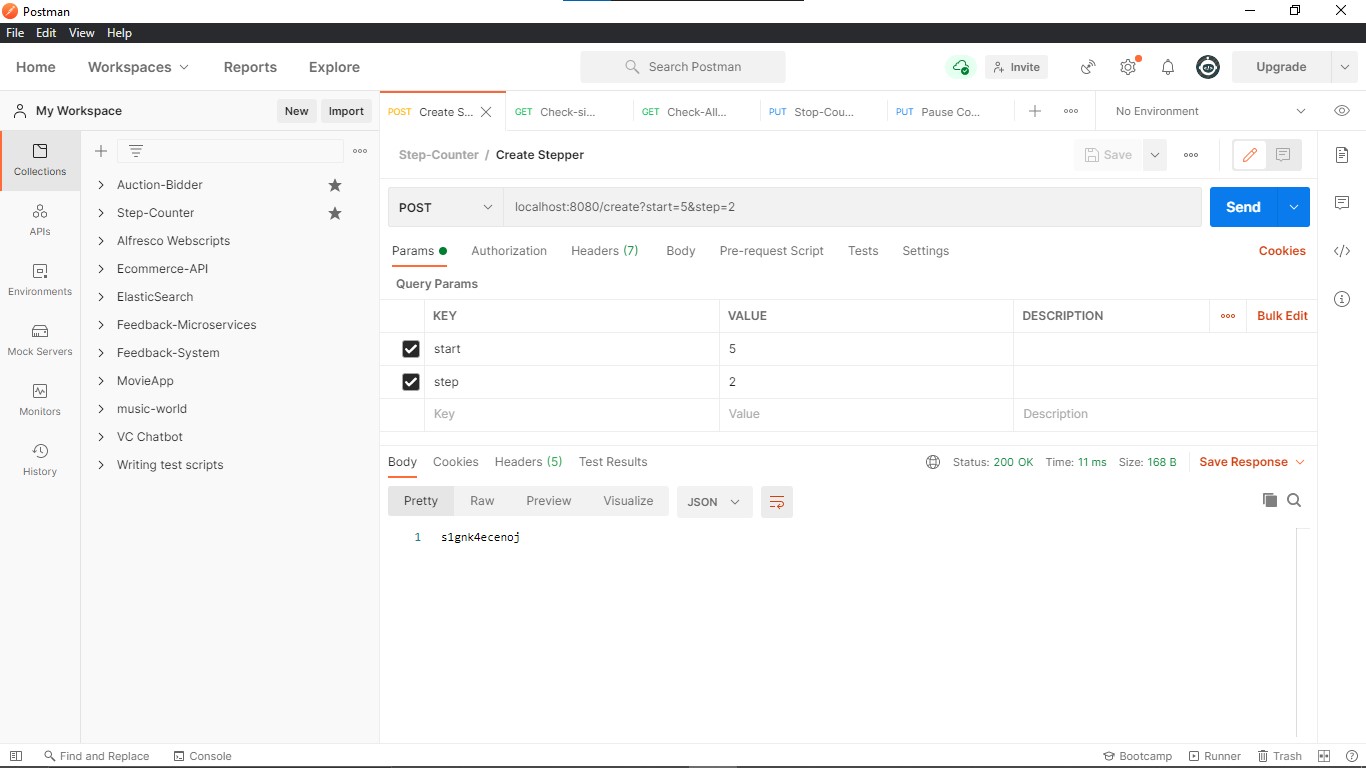 Postman
File Edit View Help
Home Workspaces Reports Explore Search Postman Invite Upgrade
My Workspace New Import
POST Create S... GET Check-si... GET Check-All... PUT Stop-Cou... PUT Pause Co... No Environment
Collections
APIs
Environments
Mock Servers
Monitors
History
Auction-Bidder
Step-Counter
Alfresco Webscripts
Ecommerce-API
ElasticSearch
Feedback-Microservices
Feedback-System
MovieApp
music-world
VC Chatbot
Writing test scripts
Step-Counter / Create Stepper Save
POST localhost:8080/create?start=5&step=2 Send
Params Authorization Headers (7) Body Pre-request Script Tests Settings Cookies
Query Params
KEY VALUE DESCRIPTION Bulk Edit
start 5
step 2
Key Value Description
Body Cookies Headers (5) Test Results Status: 200 OK Time: 11 ms Size: 168 B Save Response
Pretty Raw Preview Visualize JSON
1 s1gnk4ecenoj
Find and Replace Console Bootcamp Runner Trash